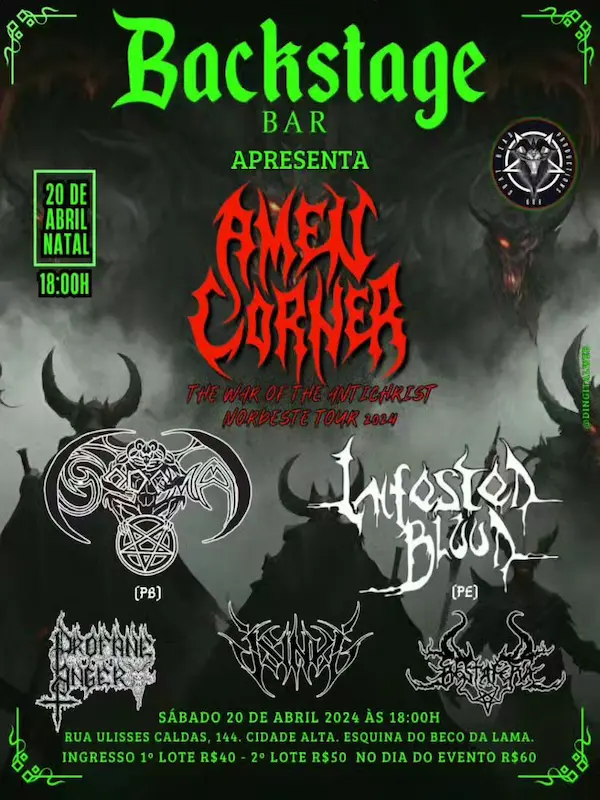 Backstage
BAR
APRESENTA
20 DE
ABRIL
NATAL
18:00H
AMEN
CORNER
THE WAR OF THE ANTICHRIST
NORDESTE TOUR 2024
@DINGITALWEB
Infested
Blood
(PB)
(PE)
PROFANE
ANGER
SÁBADO 20 DE ABRIL 2024 ÀS 18:00H
RUA ULISSES CALDAS, 144. CIDADE ALTA. ESQUINA DO BECO DA LAMA.
INGRESSO 1º LOTE R$40 - 2º LOTE R$50 NO DIA DO EVENTO R$60